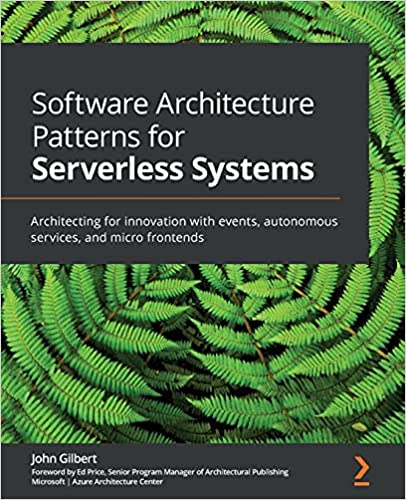 Software Architecture
Patterns for
Serverless Systems
Architecting for innovation with events, autonomous
services, and micro frontends
John Gilbert
Foreword by Ed Price, Senior Program Manager of Architectural Publishing
Microsoft | Azure Architecture Center